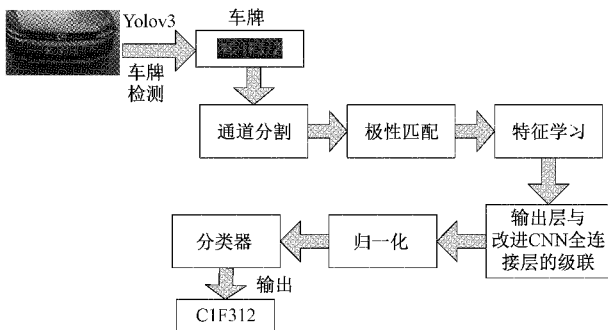 Yolov3
车牌
检测
车牌
通道分割
极性匹配
特征学习
输出层与
改进CNN全连
接层的级联
归一化
分类器
输出
C1F312